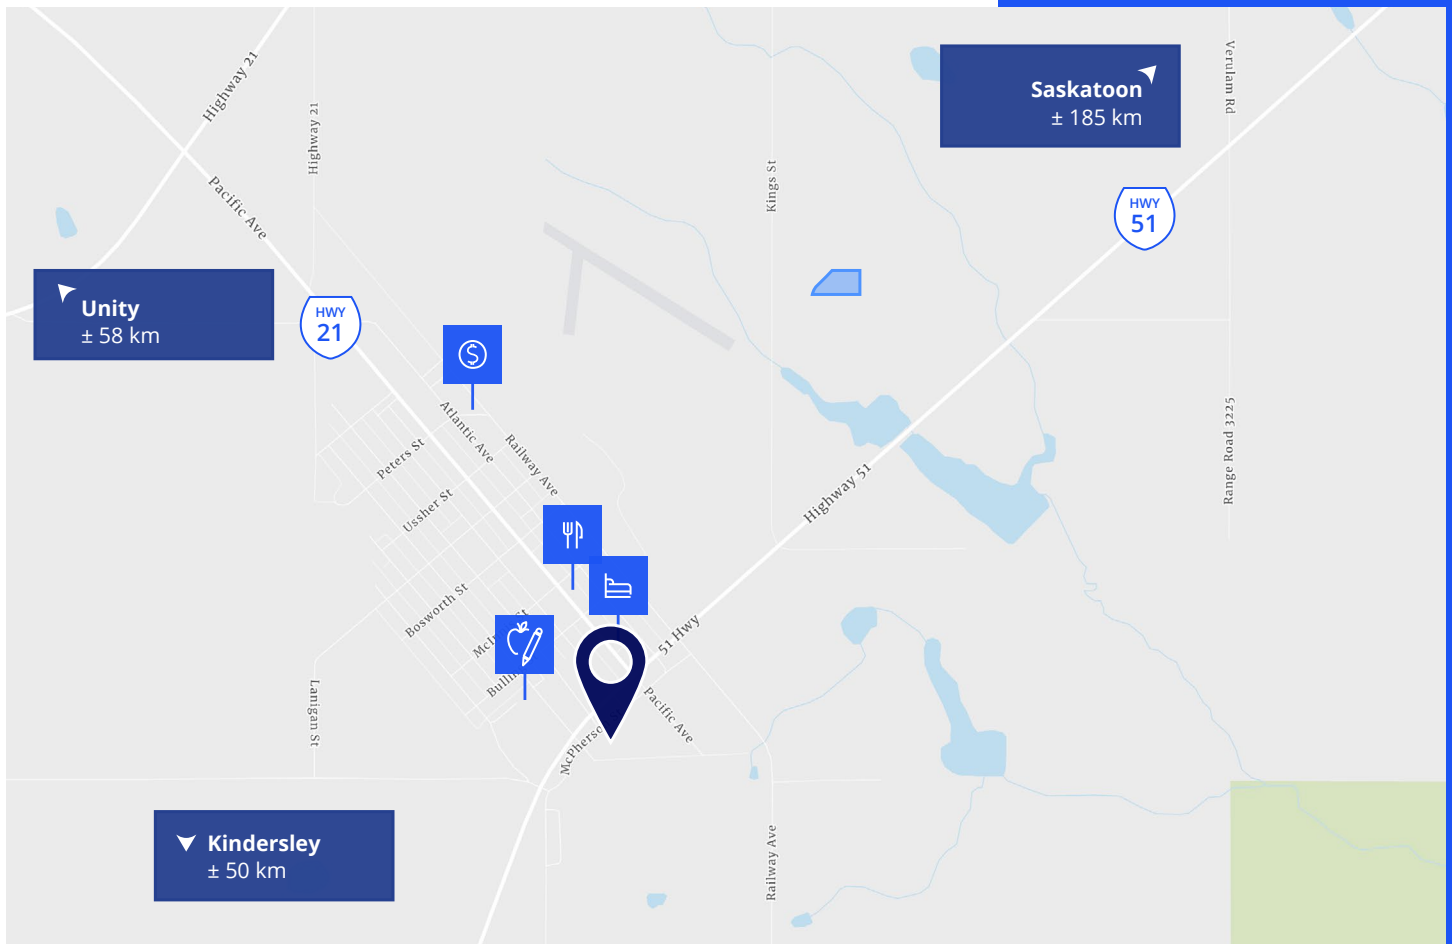 Highway 21
Highway 21
Pacific Ave
Saskatoon
± 185 km
Verulam Rd
Kings St
HWY
51
Unity
± 58 km
HWY
21
$
Atlantic Ave
Railway Ave
Peters St
Ussher St
Highway 51
Range Road 3225
Bosworth St
51 Hwy
Lanigan St
Pacific Ave
Kindersley
± 50 km
Railway Ave